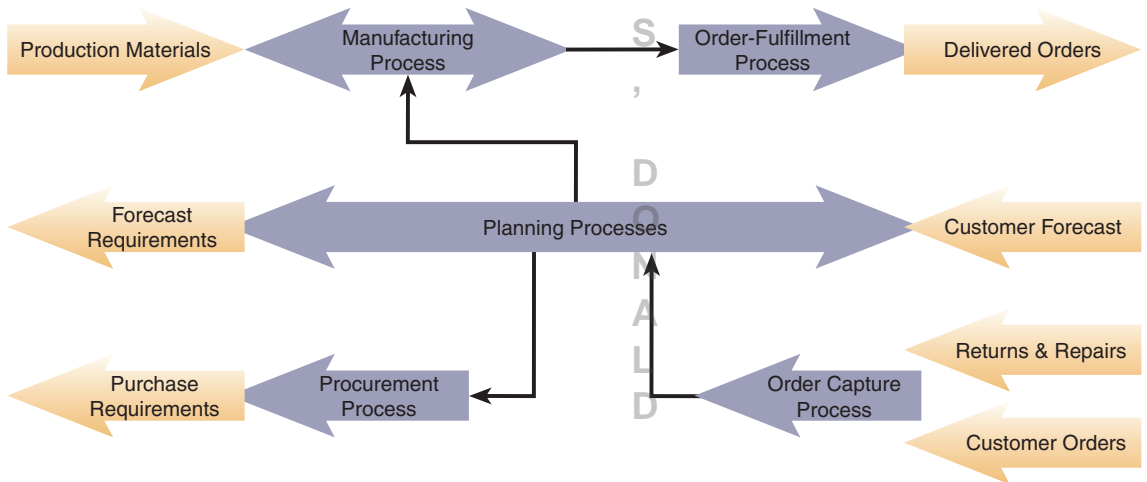 Production Materials
Manufacturing
Process
Order-Fulfillment
Process
Delivered Orders
Forecast
Requirements
Planning Processes
Customer Forecast
Purchase
Requirements
Procurement
Process
Order Capture
Process
Returns & Repairs
Customer Orders
S
,
D
O
N
A
L
D